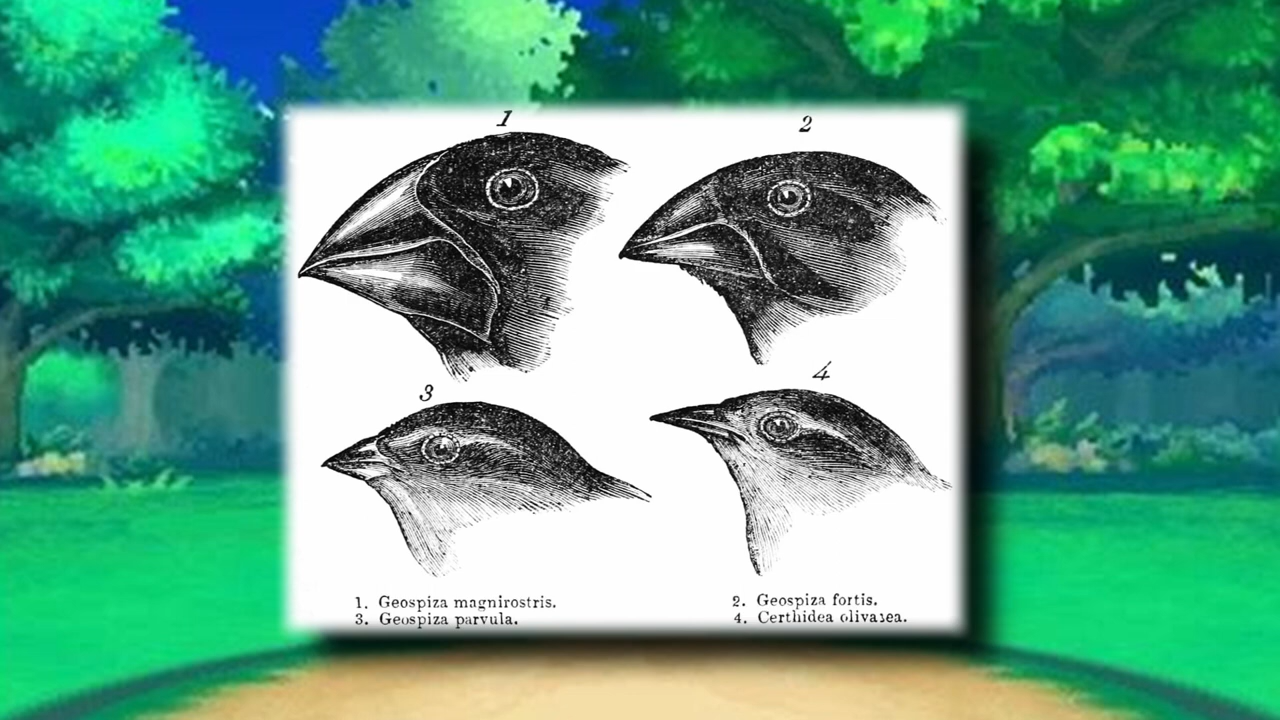 1
2
3
4
1. Geospiza magnirostris.
2. Geospiza fortis.
3. Geospiza parvula.
4. Certhidea olivasea.